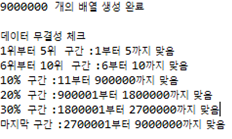 9000000 개의 배열 생성 완료
데이터 무결성 체크
1위부터 5위 구간 :1부터 5까지 맞음
6위부터 10위 구간 :6부터 10까지 맞음
10% 구간 :11부터 900000까지 맞음
20% 구간 :900001부터 1800000까지 맞음
30% 구간 :1800001부터 2700000까지 맞음
마지막 구간 :2700001부터 9000000까지 맞음